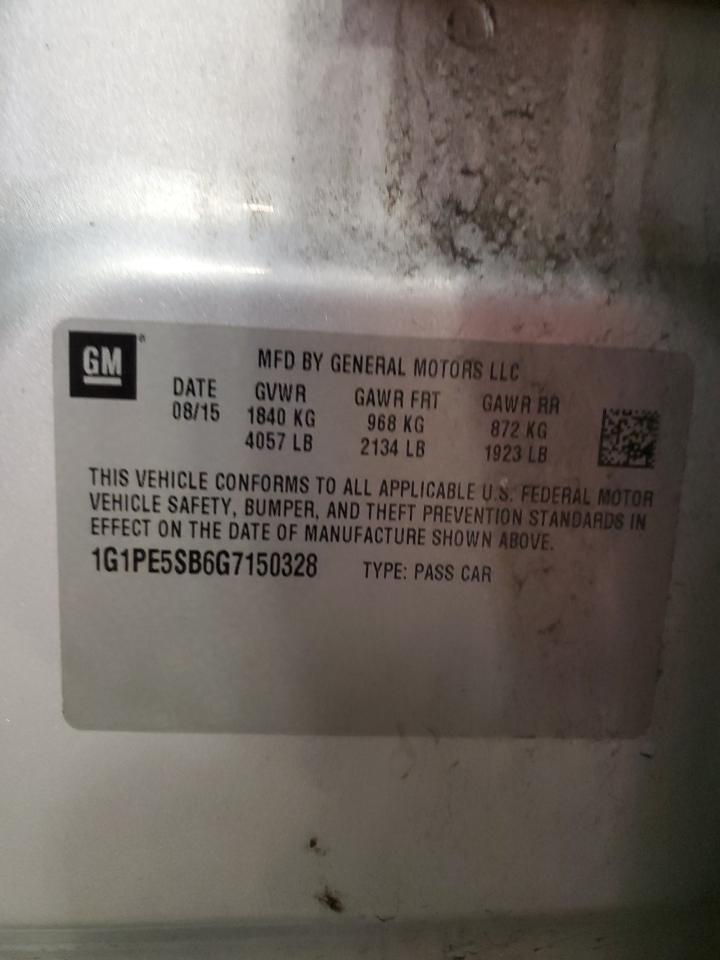 GM®
MFD BY GENERAL MOTORS LLC
DATE GVWR GAWR FRT GAWR RR
08/15 1840 KG 968 KG 872 KG
4057 LB 2134 LB 1923 LB
THIS VEHICLE CONFORMS TO ALL APPLICABLE U.S. FEDERAL MOTOR
VEHICLE SAFETY, BUMPER, AND THEFT PREVENTION STANDARDS IN
EFFECT ON THE DATE OF MANUFACTURE SHOWN ABOVE.
1G1PE5SB6G7150328 TYPE: PASS CAR